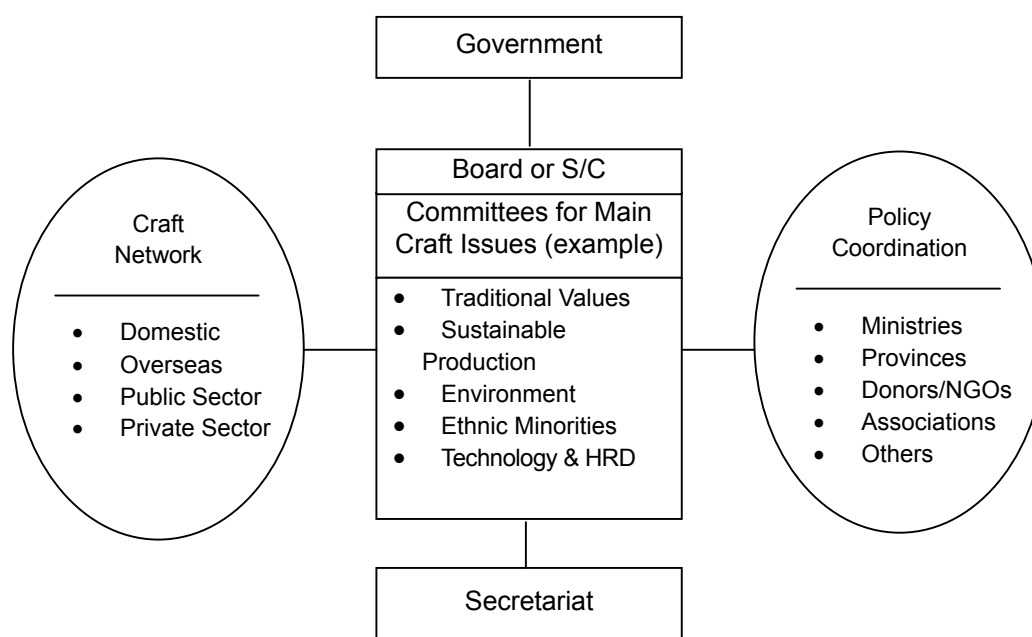 Government
Board or S/C
Committees for Main
Craft Issues (example)
• Traditional Values
• Sustainable
Production
• Environment
• Ethnic Minorities
• Technology & HRD
Craft
Network
• Domestic
• Overseas
• Public Sector
• Private Sector
Policy
Coordination
• Ministries
• Provinces
• Donors/NGOs
• Associations
• Others
Secretariat